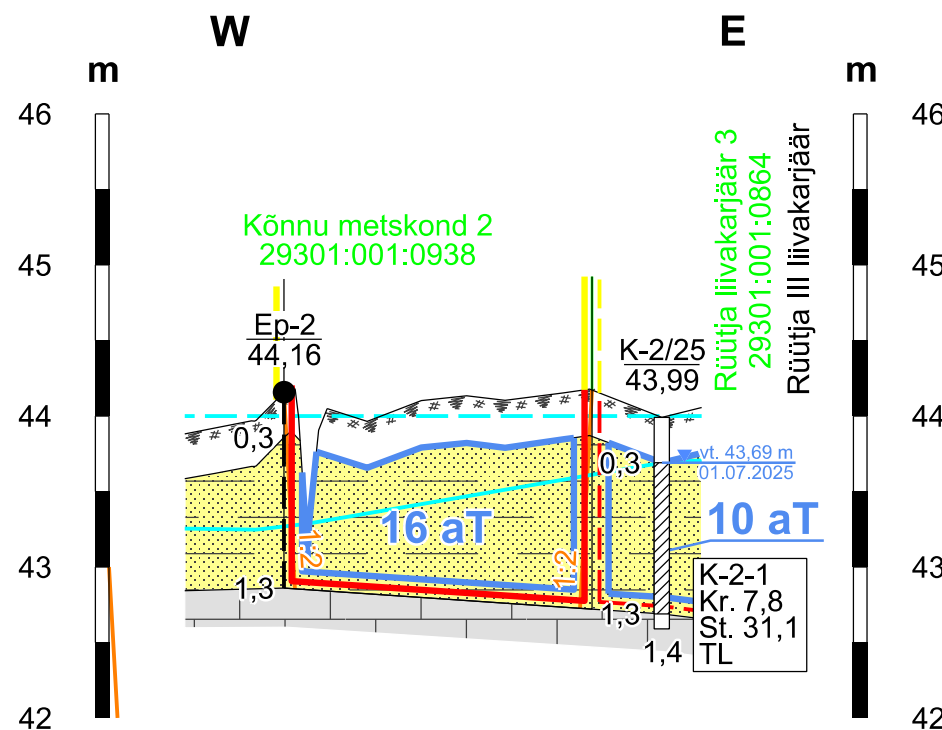 W
E
m
m
46
45
44
43
42
46
45
44
43
42
Kõnnu metskond 2
29301:001:0938
Rüütja liivakarjäär 3
29301:001:0864
Rüütja III liivakarjäär
Ep-2
44,16
K-2/25
43,99
0,3
0,3
vt. 43,69 m
01.07.2025
16 aT
10 aT
1:2
1:2
1,3
1,3
1,4
K-2-1
Kr. 7,8
St. 31,1
TL